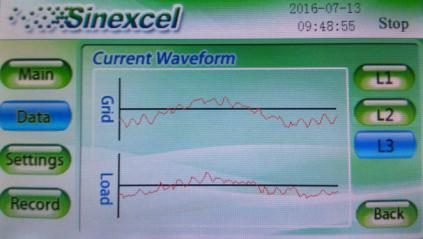 Sinexcel
2016-07-13
09:48:55
Stop
Current Waveform
Main
Data
Settings
Record
Grid
Load
L1
L2
L3
Back